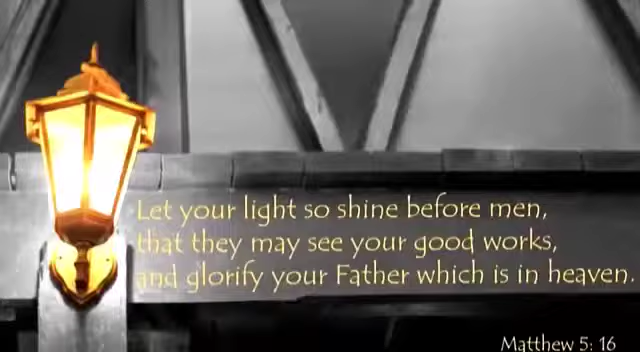 Let your light so shine before men,
that they may see your good works,
and glorify your Father which is in heaven.
Matthew 5: 16